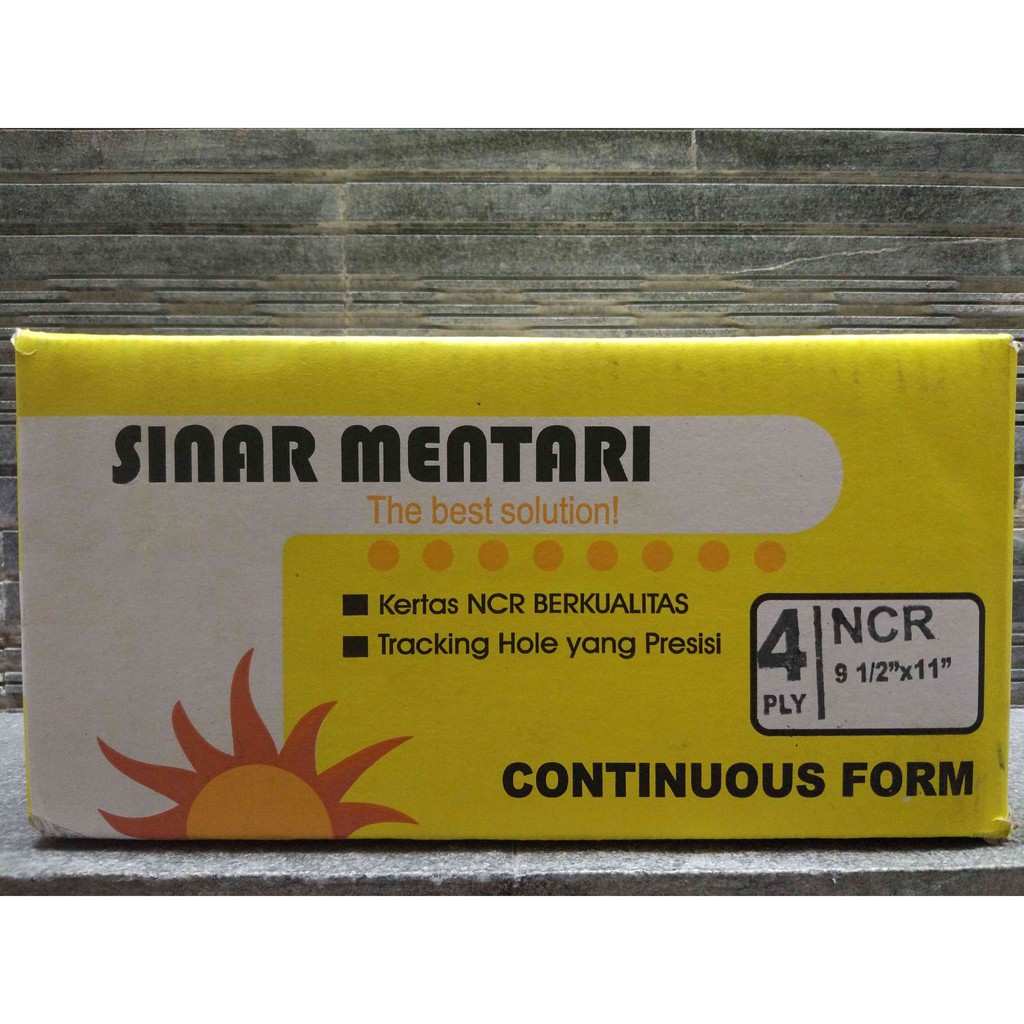 SINAR MENTARI
The best solution!
Kertas NCR BERKUALITAS
Tracking Hole yang Presisi
4
PLY
NCR
9 1/2”x11”
CONTINUOUS FORM